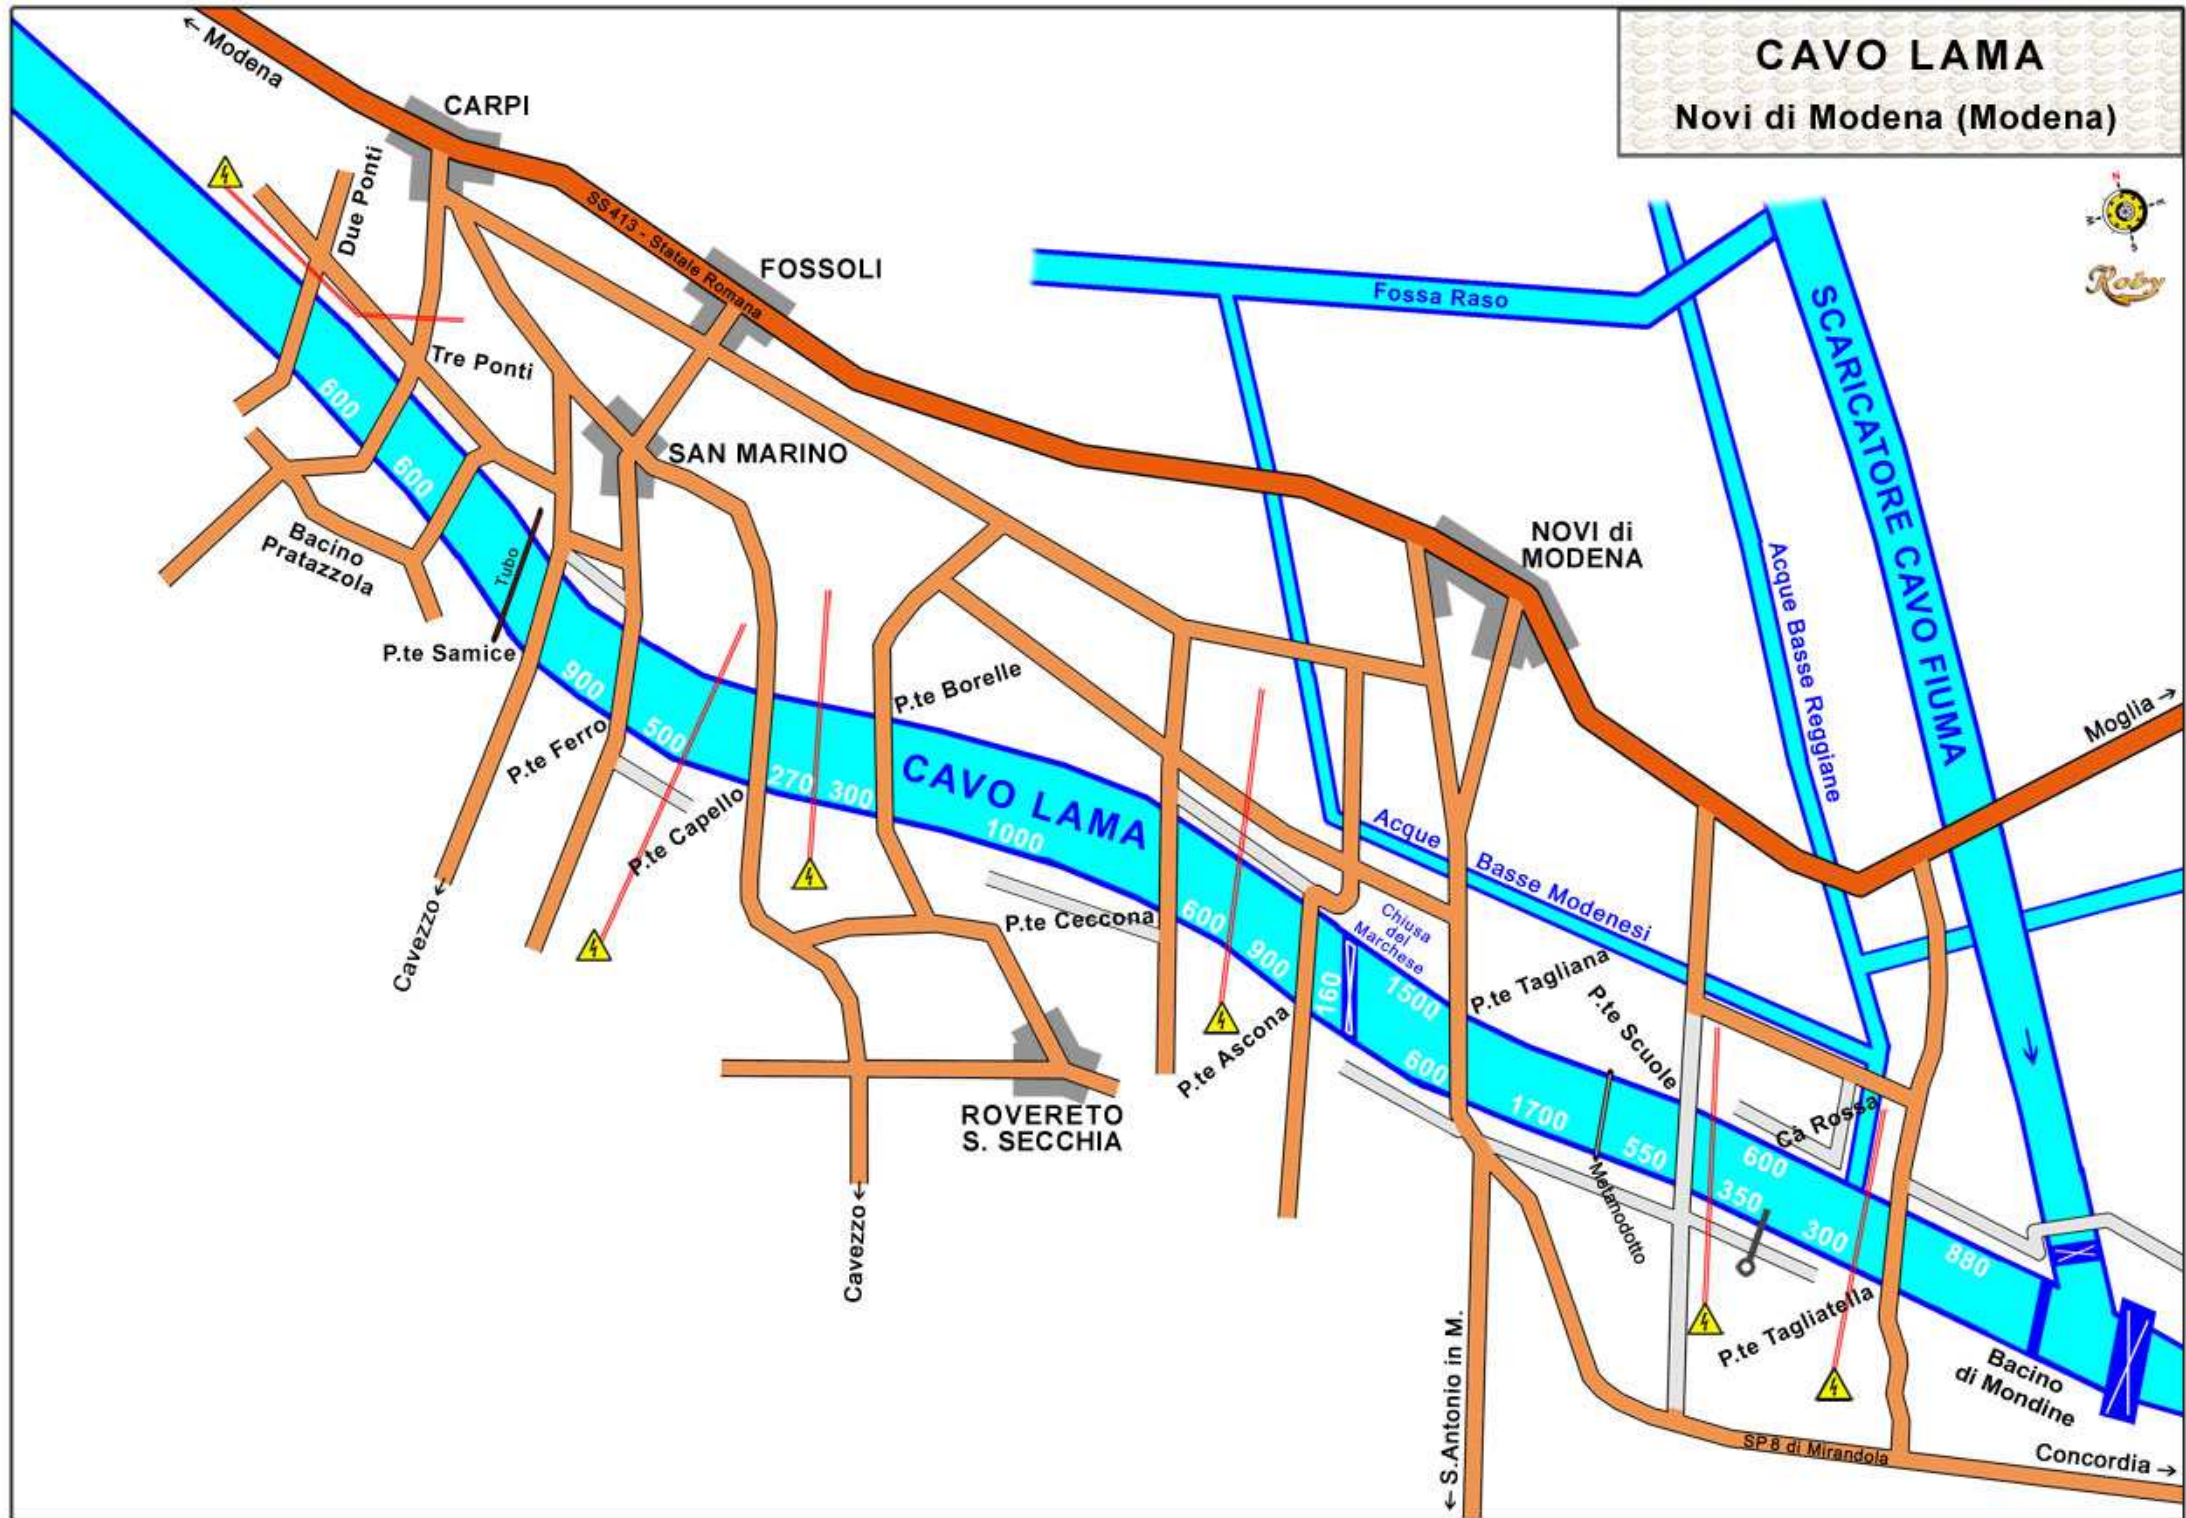 CAVO LAMA
Novi di Modena (Modena)
N
S
Roby
← Modena
CARPI
Due Ponti
FOSSOLI
SS413 - Statale Romana
Fossa Raso
SCARICATORE CAVO FIUMA
Tre Ponti
600
600
SAN MARINO
Bacino
Pratazzola
Tubo
NOVI di
MODENA
Acque Basse Reggiane
P.te Samice
900
P.te Ferro
500
P.te Borelle
Moglia →
270
300
CAVO LAMA
1000
P.te Capello
Acque
Basse Modenesi
Cavezzo
P.te Ceccona
600
900
160
Chiusa
del
Marchese
1500
P.te Tagliana
P.te Scuole
P.te Ascona
600
1700
550
Metanodotto
ROVERETO
S. SECCHIA
Cà Rossa
600
350
300
880
Cavezzo
P.te Tagliatella
Bacino
di Mondine
← S.Antonio in M.
SP8 di Mirandola
Concordia →